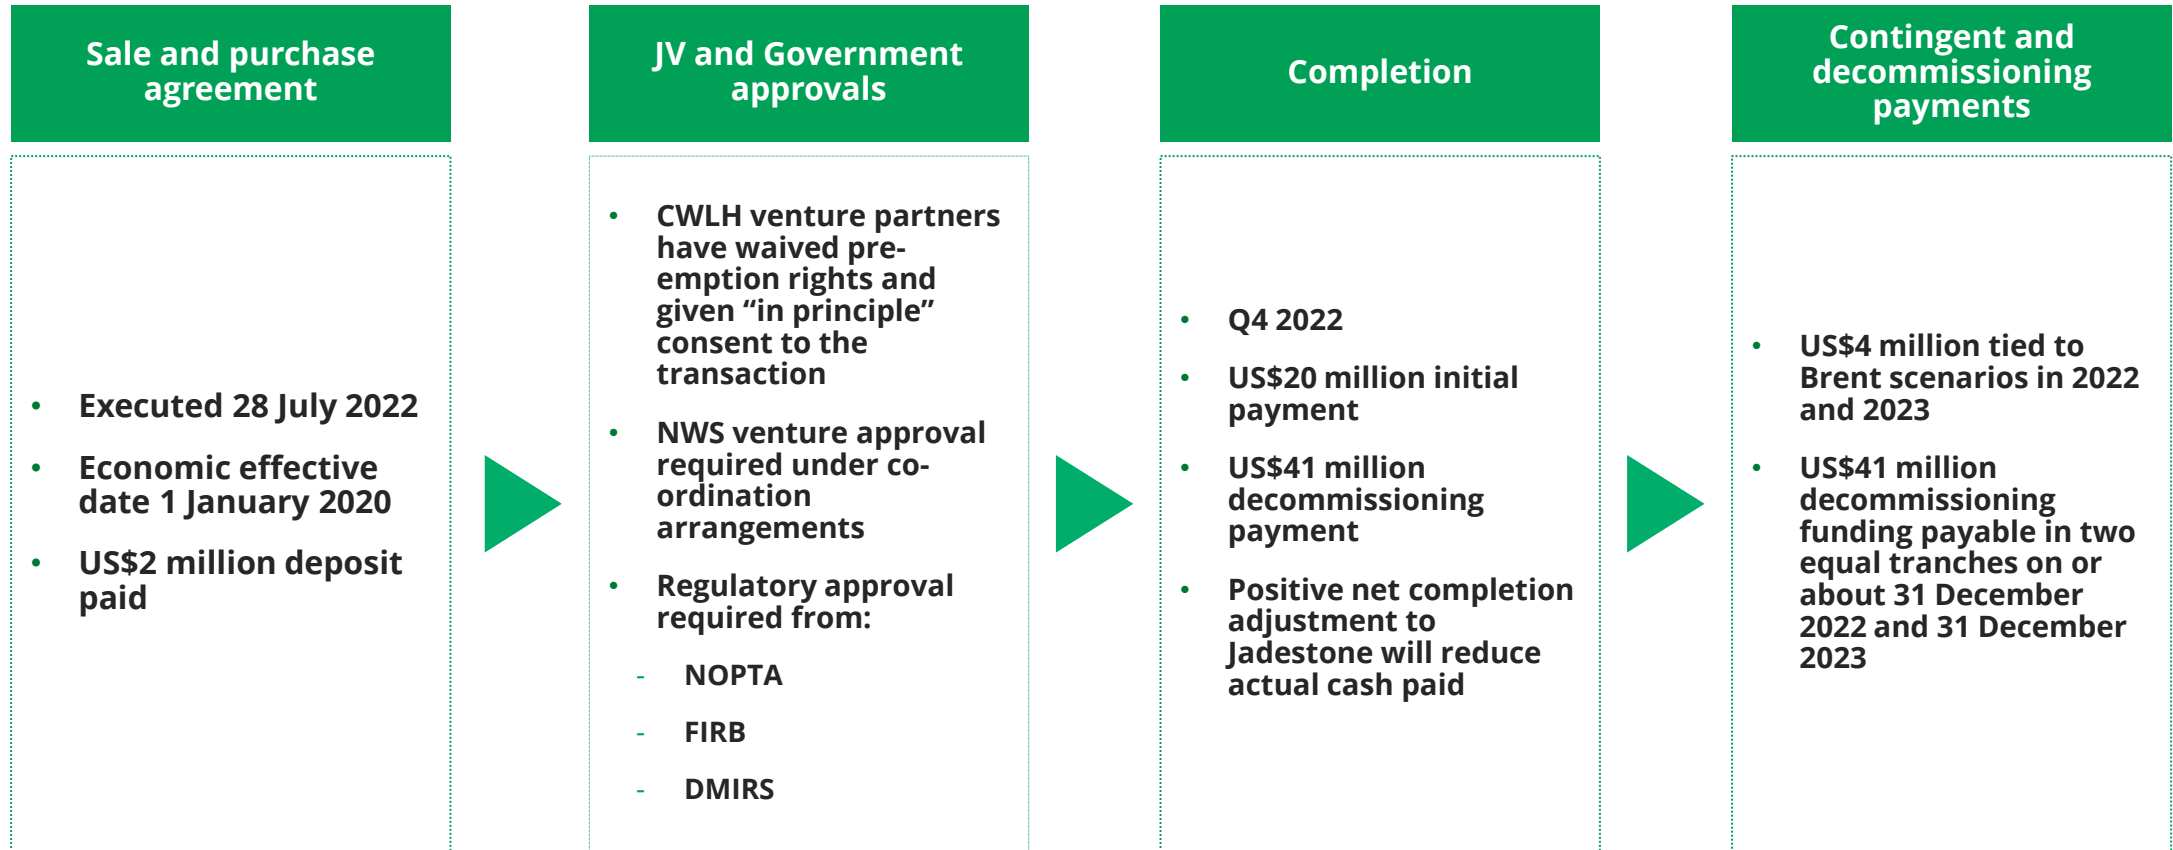 Sale and purchase
agreement
• Executed 28 July 2022
• Economic effective
date 1 January 2020
• US$2 million deposit
paid
JV and Government
approvals
• CWLH venture partners
have waived pre-
emption rights and
given “in principle”
consent to the
transaction
• NWS venture approval
required under co-
ordination
arrangements
• Regulatory approval
required from:
- NOPTA
- FIRB
- DMIRS
Completion
• Q4 2022
• US$20 million initial
payment
• US$41 million
decommissioning
payment
• Positive net completion
adjustment to
Jadestone will reduce
actual cash paid
Contingent and
decommissioning
payments
• US$4 million tied to
Brent scenarios in 2022
and 2023
• US$41 million
decommissioning
funding payable in two
equal tranches on or
about 31 December
2022 and 31 December
2023